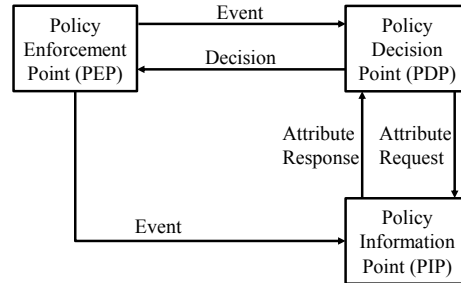 Event
Policy
Enforcement
Point (PEP)
Policy
Decision
Point (PDP)
Decision
Attribute
Response
Attribute
Request
Event
Policy
Information
Point (PIP)